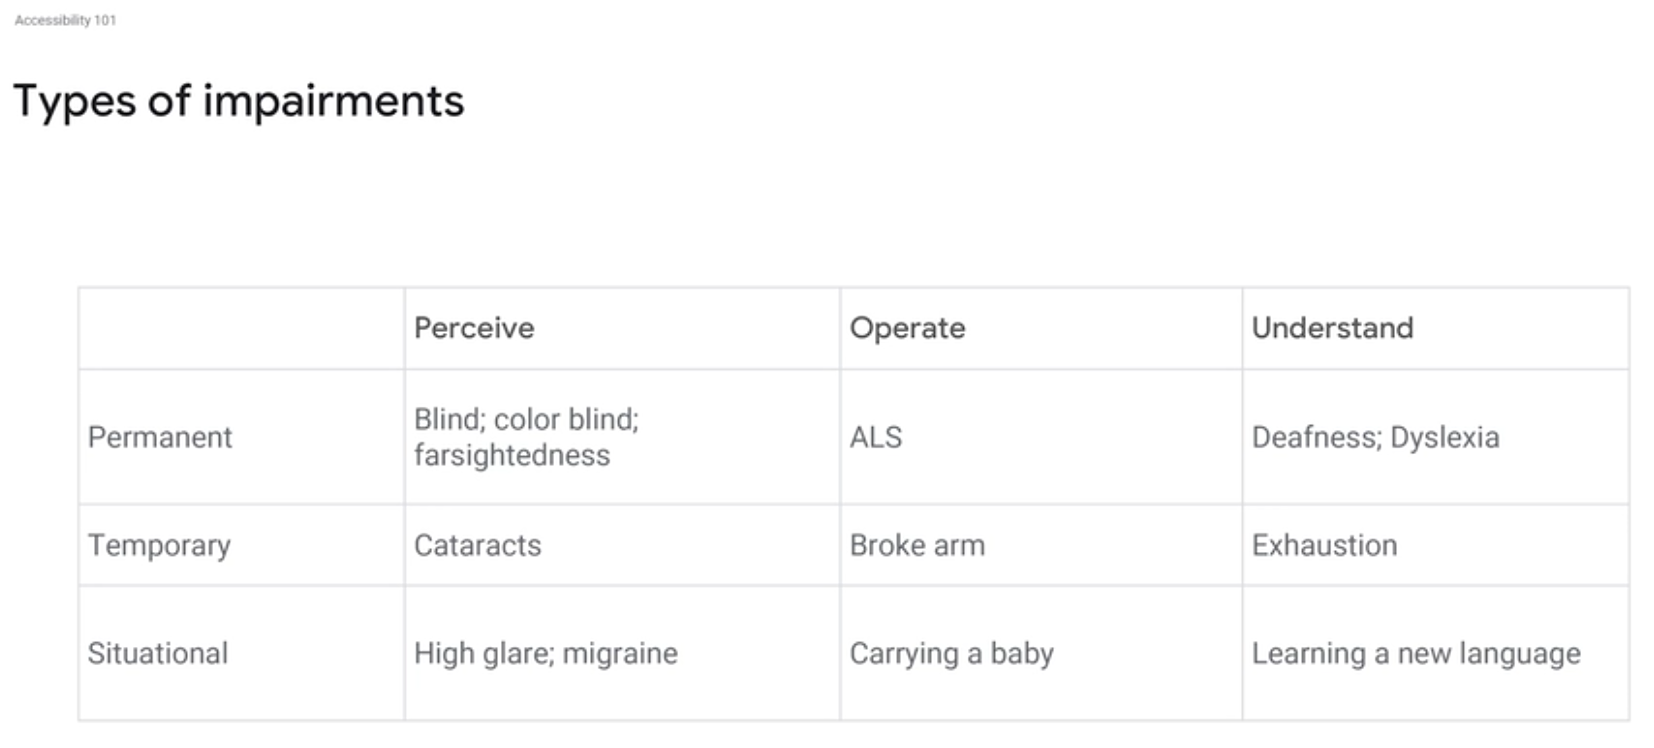 Accessibility 101
Types of impairments
Perceive Operate Understand
Permanent Blind; color blind; farsightedness ALS Deafness; Dyslexia
Temporary Cataracts Broke arm Exhaustion
Situational High glare; migraine Carrying a baby Learning a new language